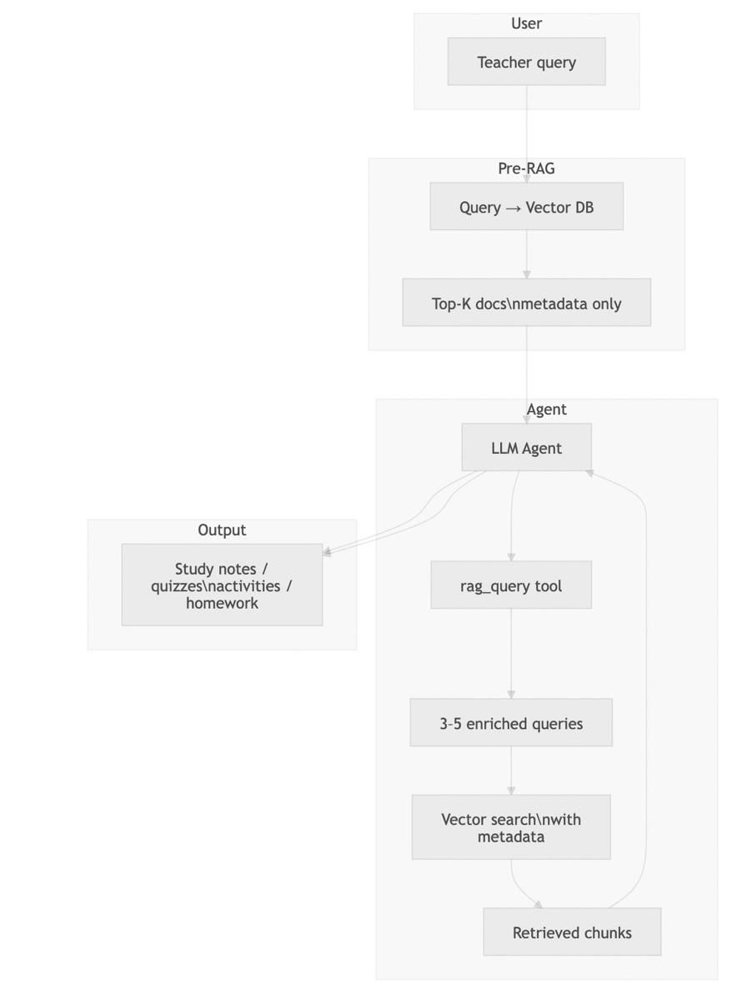 User
Teacher query
Pre-RAG
Query → Vector DB
Top-K docs\nmetadata only
Agent
LLM Agent
Output
Study notes /
quizzes\nactivities /
homework
rag_query tool
3-5 enriched queries
Vector search\nwith
metadata
Retrieved chunks